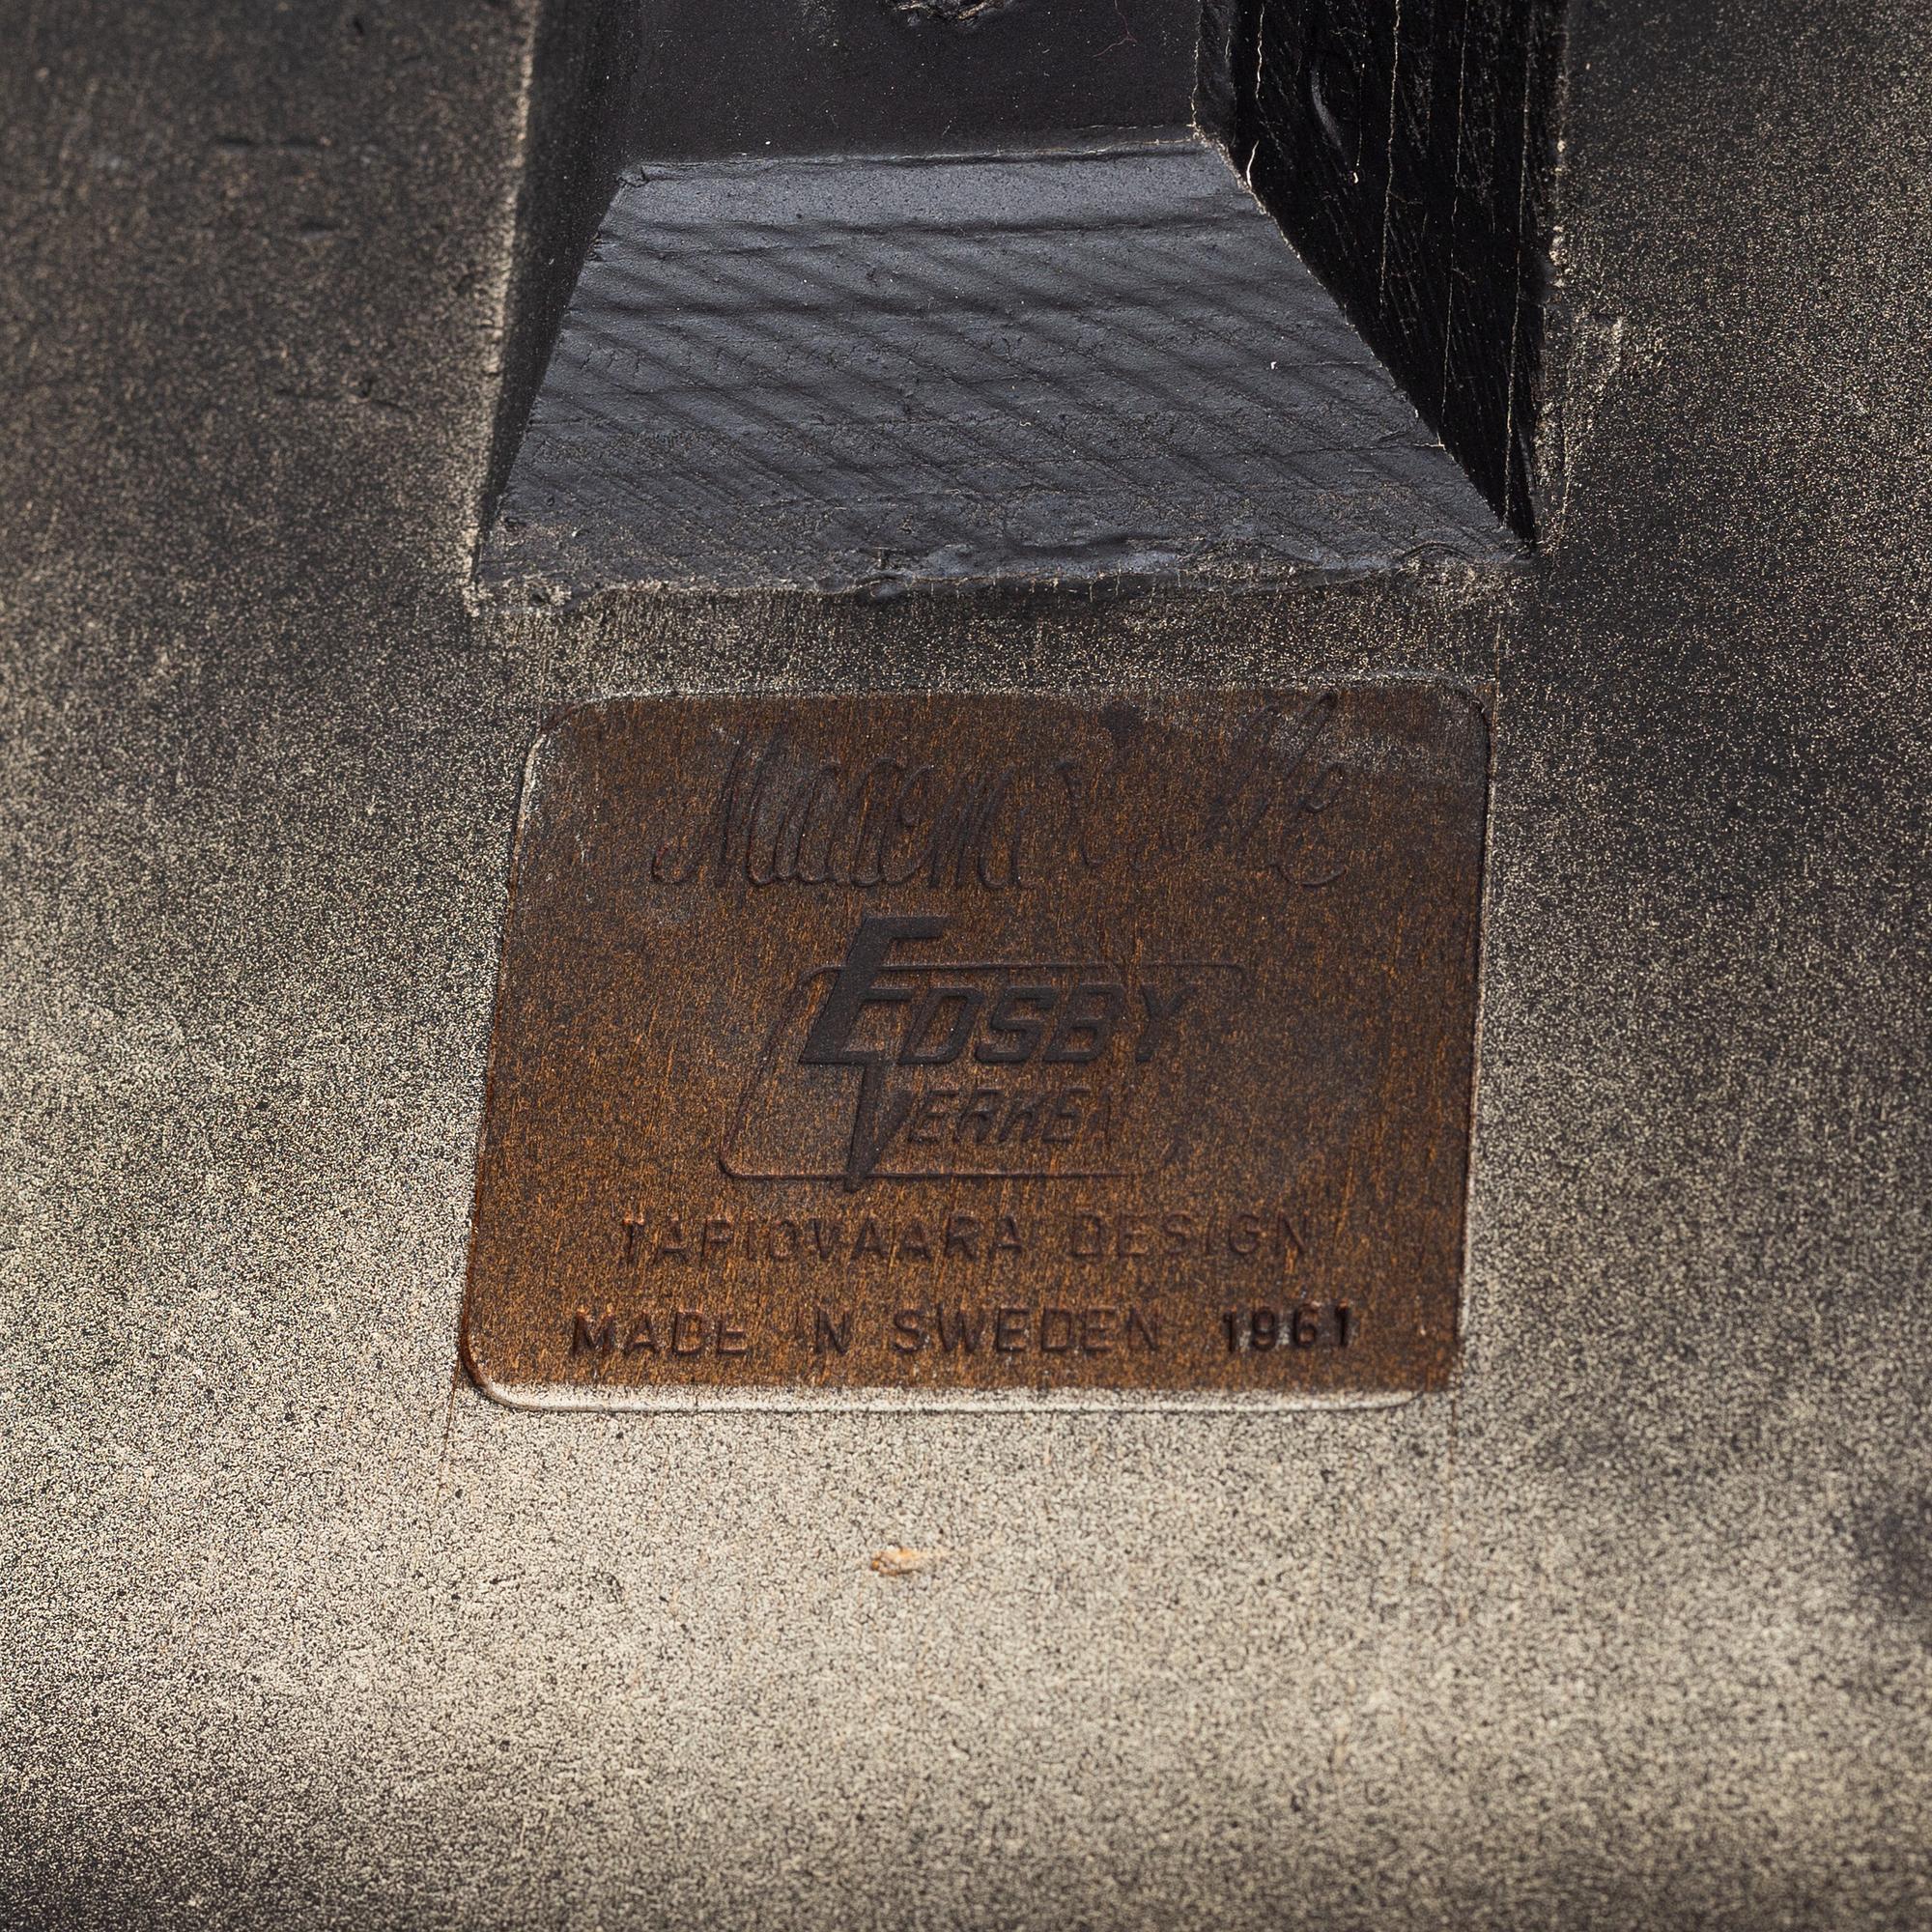 EDSBY
VERKEN
TAPIOVAARA DESIGN
MADE IN SWEDEN 1961